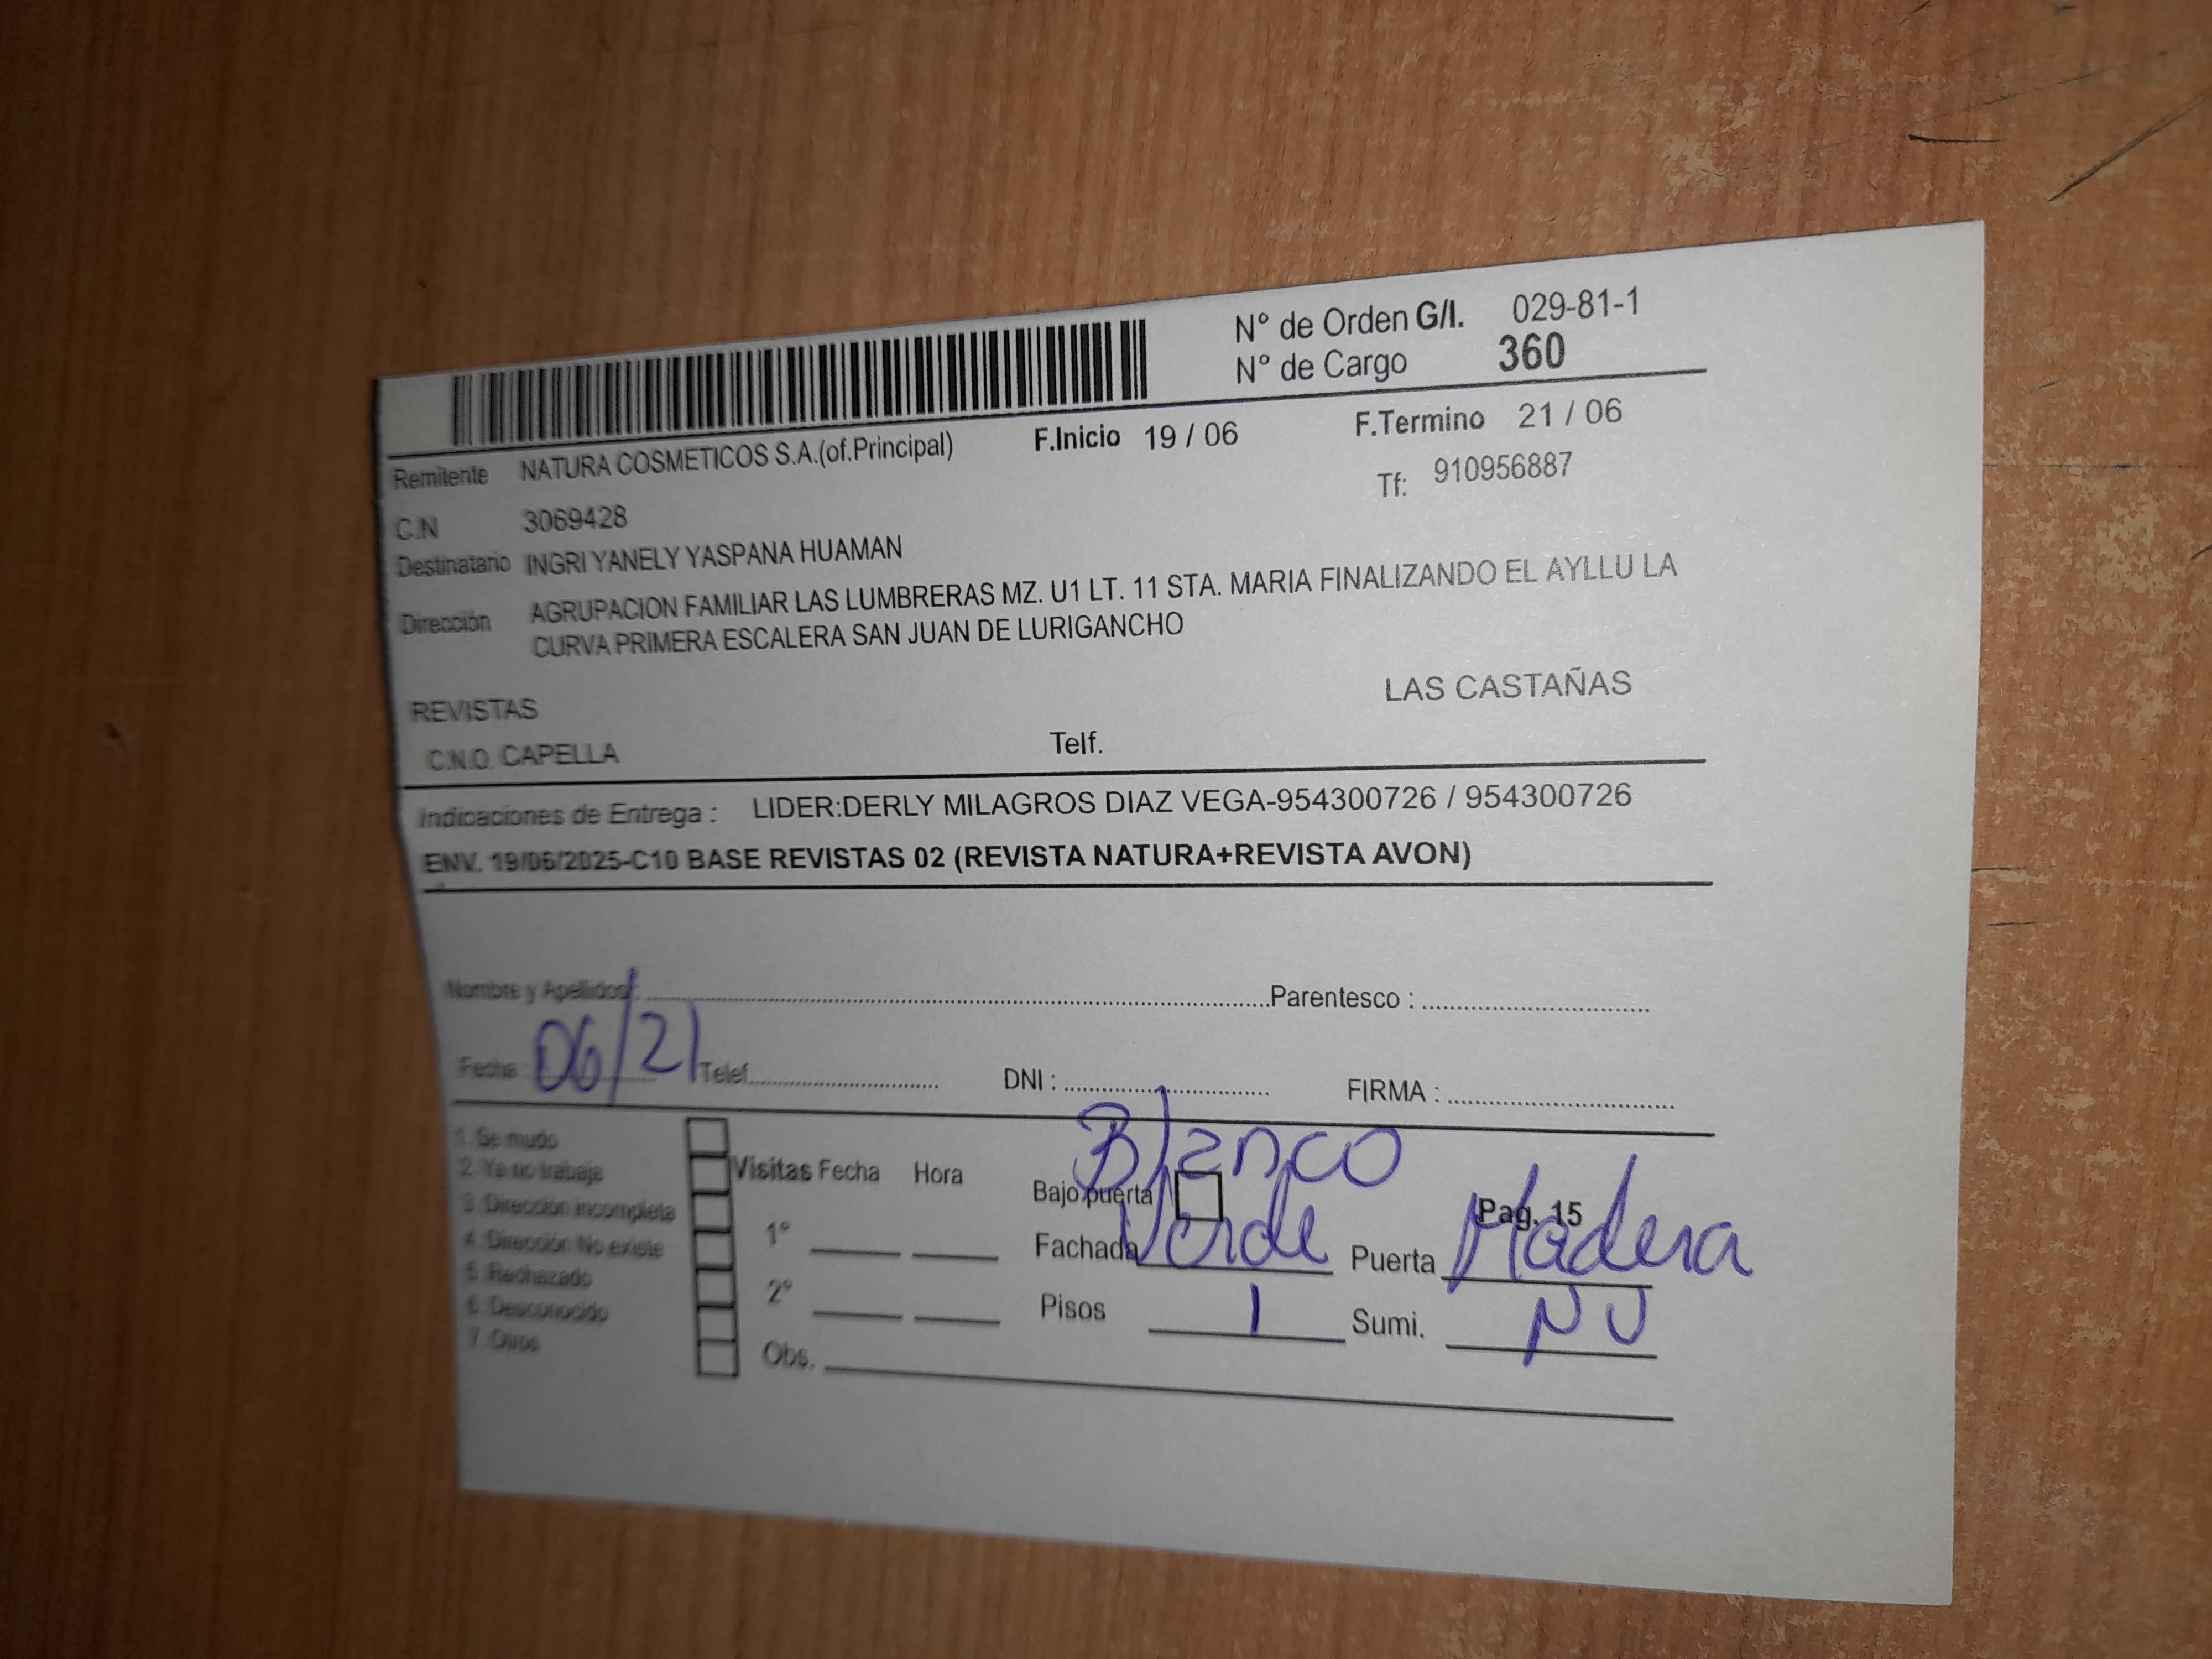 N° de Orden G/I. 029-81-1
N° de Cargo 360
Remitente NATURA COSMETICOS S.A.(of.Principal) F.Inicio 19 / 06 F.Termino 21 / 06
C.N 3069428 Tf: 910956887
Destinatario INGRI YANELY YASPANA HUAMAN
Dirección AGRUPACION FAMILIAR LAS LUMBRERAS MZ. U1 LT. 11 STA. MARIA FINALIZANDO EL AYLLU LA
CURVA PRIMERA ESCALERA SAN JUAN DE LURIGANCHO
REVISTAS LAS CASTAÑAS
C.N.O. CAPELLA Telf.
Indicaciones de Entrega : LIDER:DERLY MILAGROS DIAZ VEGA-954300726 / 954300726
ENV. 19/06/2025-C10 BASE REVISTAS 02 (REVISTA NATURA+REVISTA AVON)
Nombre y Apellidos: Parentesco :
Fecha : 06/21 Telef. DNI : FIRMA :
1. Se mudo
2. Ya no trabaja
3. Dirección incompleta
4. Dirección No existe
5. Rechazado
6. Desconocido
7. Otros
Visitas Fecha Hora
1°
2°
Obs.
Blanco
Bajo puerta Pag. 15
Fachada Verde Puerta Madera
Pisos 1 Sumi. NU